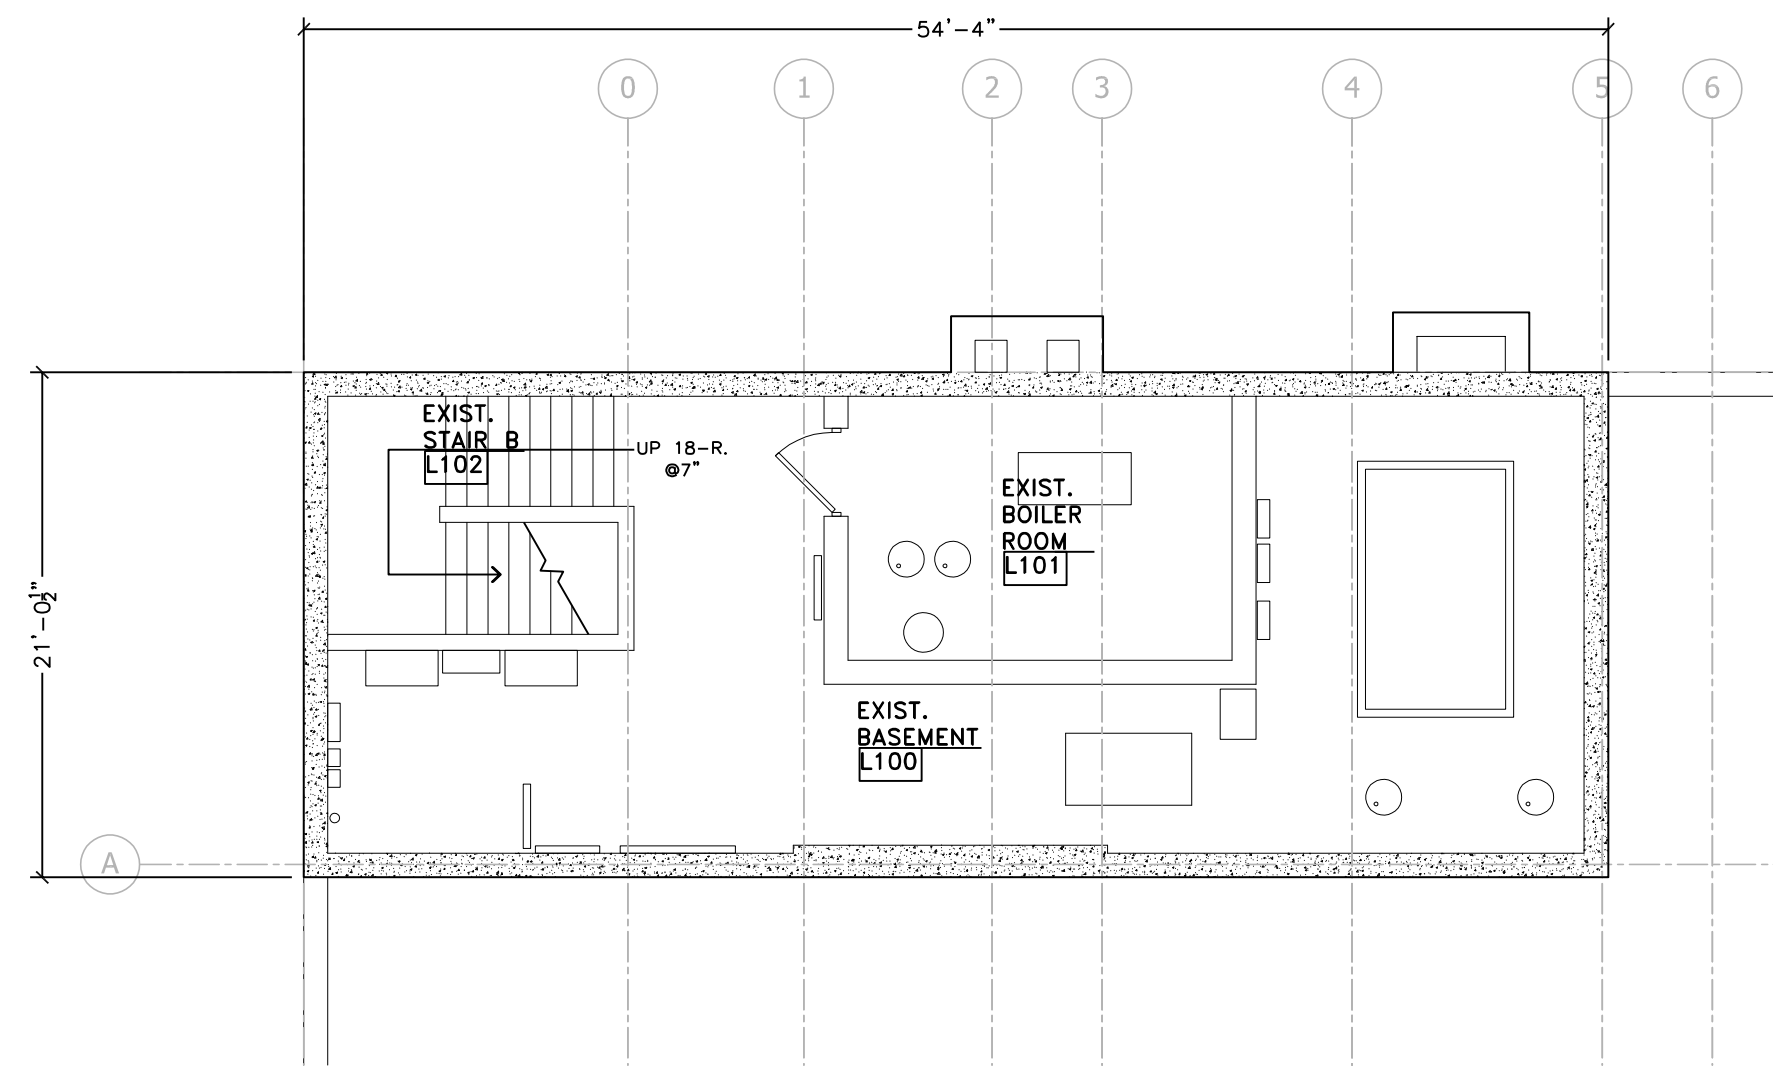 54'-4"
0 1 2 3 4 5 6
EXIST.
STAIR B
L102
UP 18-R.
@7"
EXIST.
BOILER
ROOM
L101
21'-0½"
EXIST.
BASEMENT
L100
A